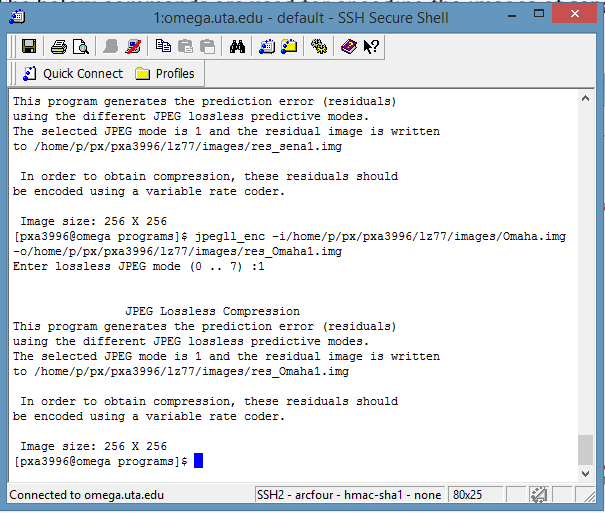 1:omega.uta.edu - default - SSH Secure Shell
Quick Connect Profiles
This program generates the prediction error (residuals)
using the different JPEG lossless predictive modes.
The selected JPEG mode is 1 and the residual image is written
to /home/p/px/pxa3996/lz77/images/res_sena1.img
In order to obtain compression, these residuals should
be encoded using a variable rate coder.
Image size: 256 X 256
[pxa3996@omega programs]$ jpegll_enc -i/home/p/px/pxa3996/lz77/images/Omaha.img
-o/home/p/px/pxa3996/lz77/images/res_Omaha1.img
Enter lossless JPEG mode (0 .. 7) :1
JPEG Lossless Compression
This program generates the prediction error (residuals)
using the different JPEG lossless predictive modes.
The selected JPEG mode is 1 and the residual image is written
to /home/p/px/pxa3996/lz77/images/res_Omaha1.img
In order to obtain compression, these residuals should
be encoded using a variable rate coder.
Image size: 256 X 256
[pxa3996@omega programs]$
Connected to omega.uta.edu SSH2 - arcfour - hmac-sha1 - none 80x25